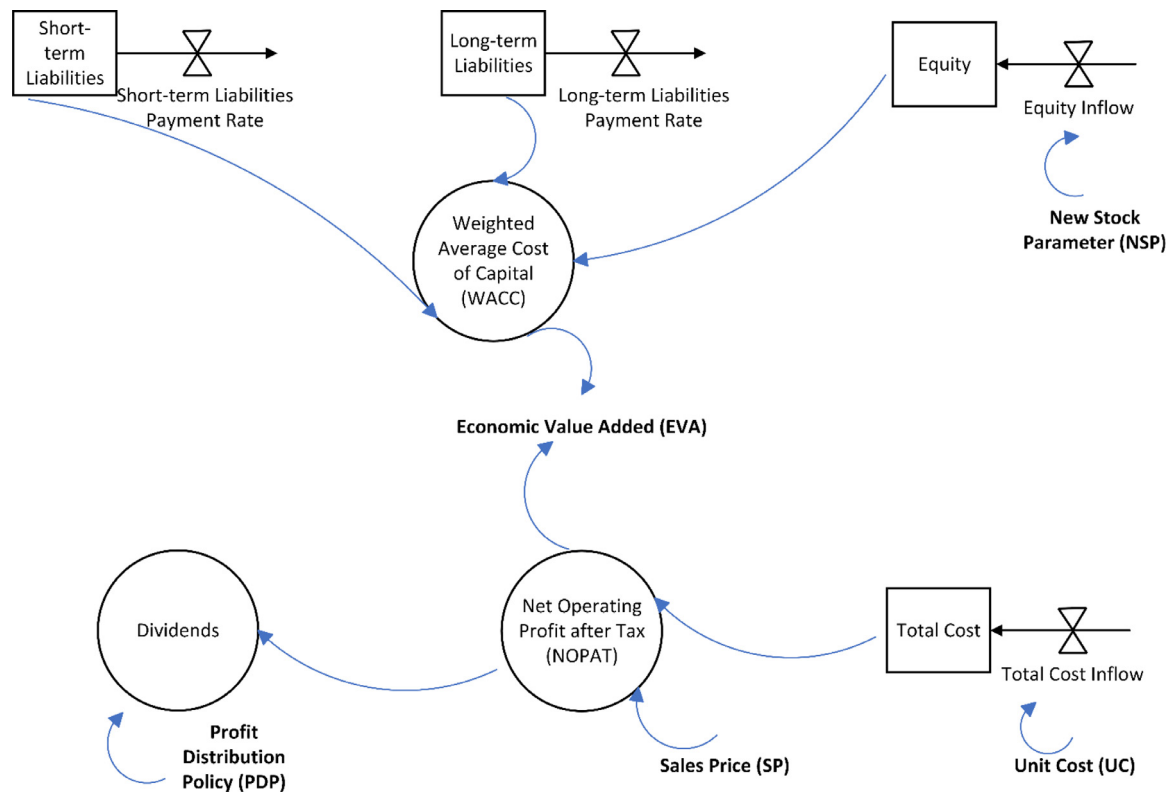 Short-
term
Liabilities
Short-term Liabilities
Payment Rate
Long-term
Liabilities
Long-term Liabilities
Payment Rate
Equity
Equity Inflow
New Stock
Parameter (NSP)
Weighted
Average Cost
of Capital
(WACC)
Economic Value Added (EVA)
Dividends
Profit
Distribution
Policy (PDP)
Net Operating
Profit after Tax
(NOPAT)
Sales Price (SP)
Total Cost
Total Cost Inflow
Unit Cost (UC)